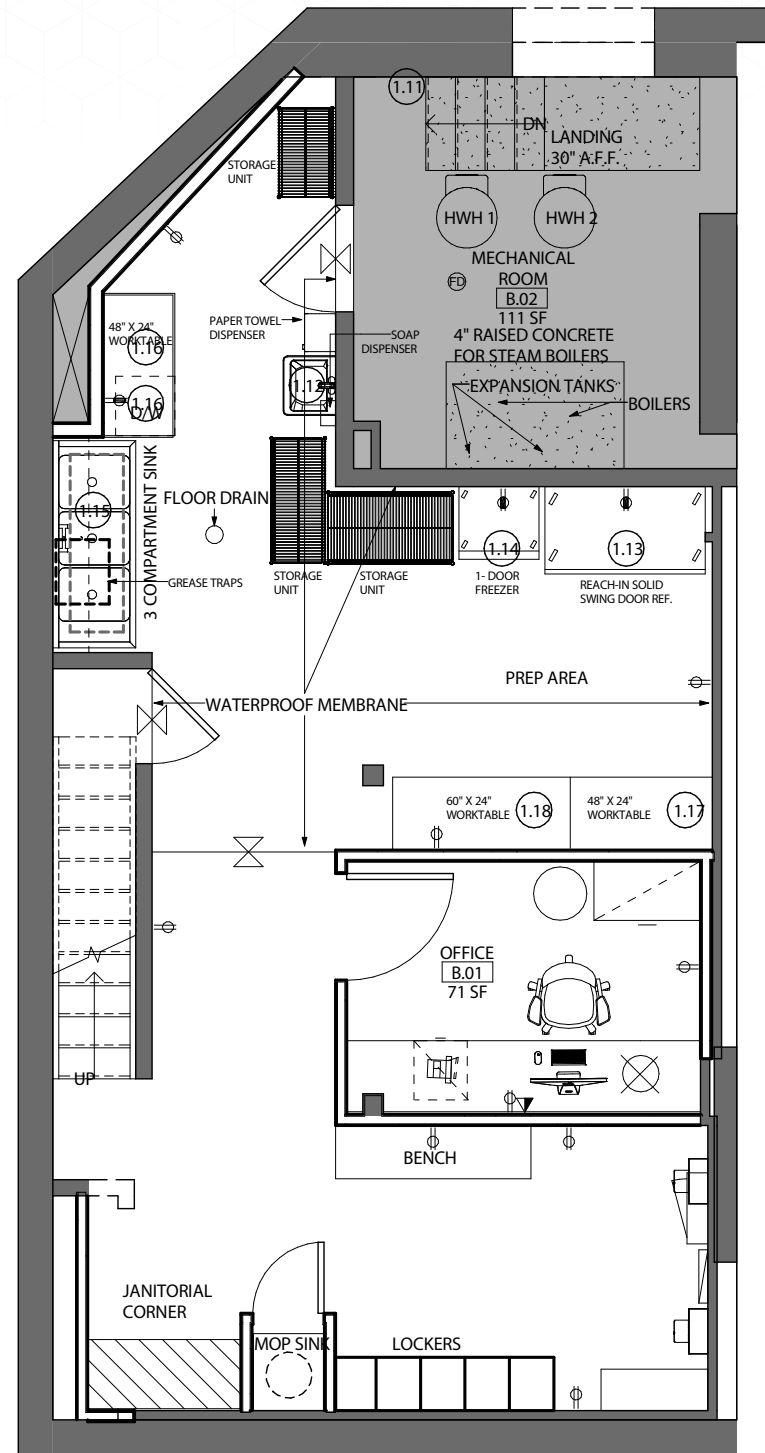 1.11
DN
LANDING
30" A.F.F.
STORAGE
UNIT
HWH 1
HWH 2
MECHANICAL
ROOM
B.02
111 SF
FD
4" RAISED CONCRETE
FOR STEAM BOILERS
EXPANSION TANKS
BOILERS
PAPER TOWEL
DISPENSER
SOAP
DISPENSER
48" X 24"
WORKTABLE
1.16
1.16
D/W
1.12
3 COMPARTMENT SINK
1.15
FLOOR DRAIN
GREASE TRAPS
STORAGE
UNIT
STORAGE
UNIT
1.14
1- DOOR
FREEZER
1.13
REACH-IN SOLID
SWING DOOR REF.
PREP AREA
WATERPROOF MEMBRANE
60" X 24"
WORKTABLE
1.18
48" X 24"
WORKTABLE
1.17
OFFICE
B.01
71 SF
UP
BENCH
JANITORIAL
CORNER
MOP SINK
LOCKERS